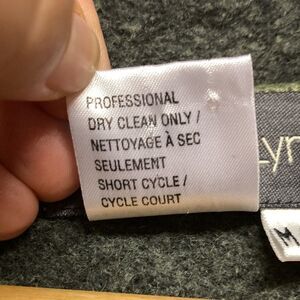 PROFESSIONAL
DRY CLEAN ONLY /
NETTOYAGE À SEC
SEULEMENT
SHORT CYCLE /
CYCLE COURT
M